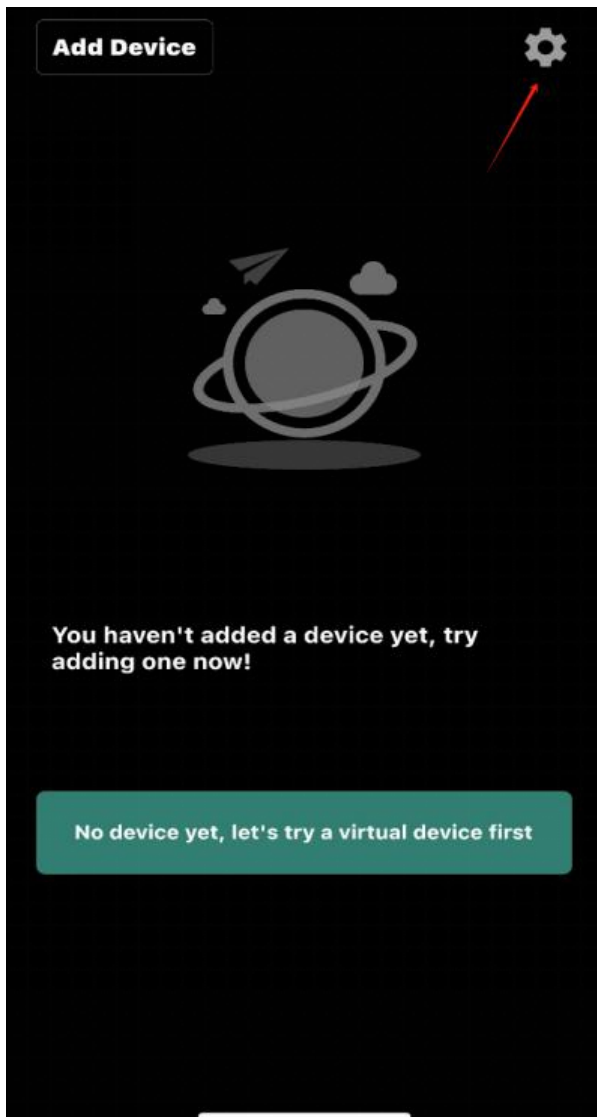 Add Device
You haven't added a device yet, try
adding one now!
No device yet, let's try a virtual device first